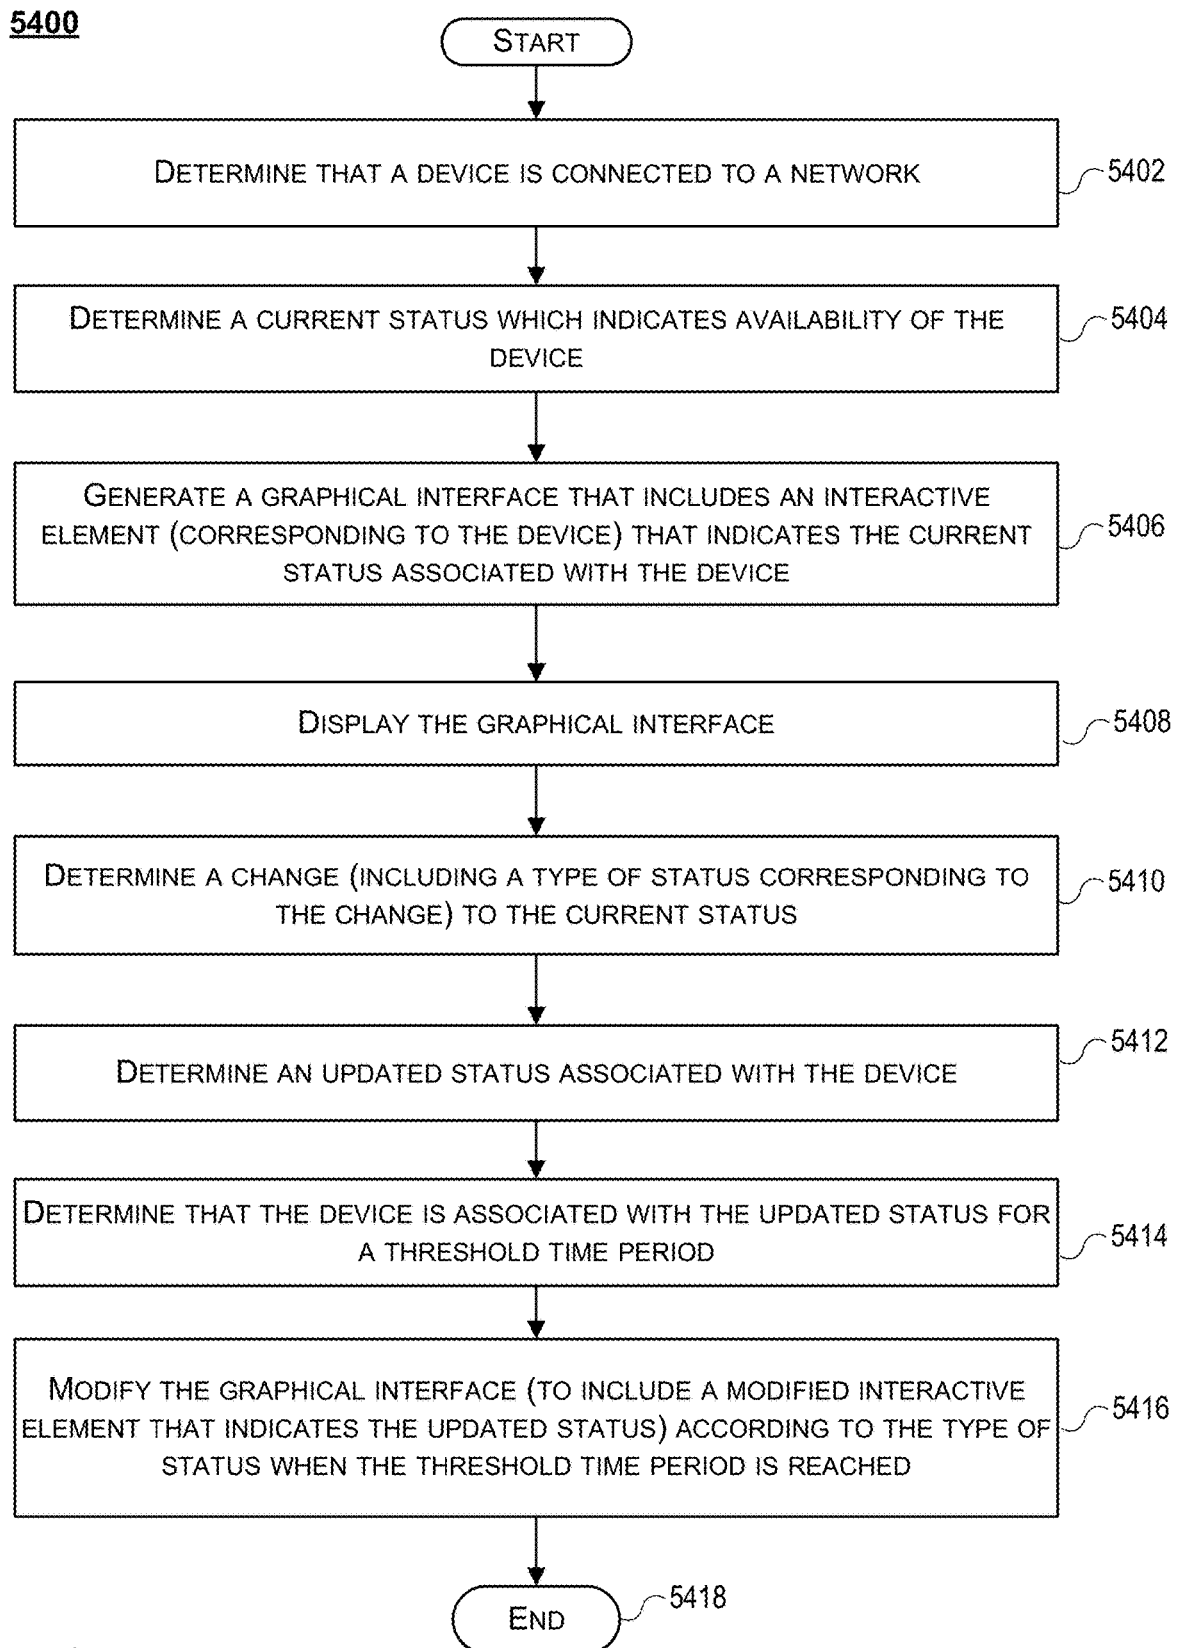 5400
START
DETERMINE THAT A DEVICE IS CONNECTED TO A NETWORK
5402
DETERMINE A CURRENT STATUS WHICH INDICATES AVAILABILITY OF THE
DEVICE
5404
GENERATE A GRAPHICAL INTERFACE THAT INCLUDES AN INTERACTIVE
ELEMENT (CORRESPONDING TO THE DEVICE) THAT INDICATES THE CURRENT
STATUS ASSOCIATED WITH THE DEVICE
5406
DISPLAY THE GRAPHICAL INTERFACE
5408
DETERMINE A CHANGE (INCLUDING A TYPE OF STATUS CORRESPONDING TO
THE CHANGE) TO THE CURRENT STATUS
5410
DETERMINE AN UPDATED STATUS ASSOCIATED WITH THE DEVICE
5412
DETERMINE THAT THE DEVICE IS ASSOCIATED WITH THE UPDATED STATUS FOR
A THRESHOLD TIME PERIOD
5414
MODIFY THE GRAPHICAL INTERFACE (TO INCLUDE A MODIFIED INTERACTIVE
ELEMENT THAT INDICATES THE UPDATED STATUS) ACCORDING TO THE TYPE OF
STATUS WHEN THE THRESHOLD TIME PERIOD IS REACHED
5416
END
5418